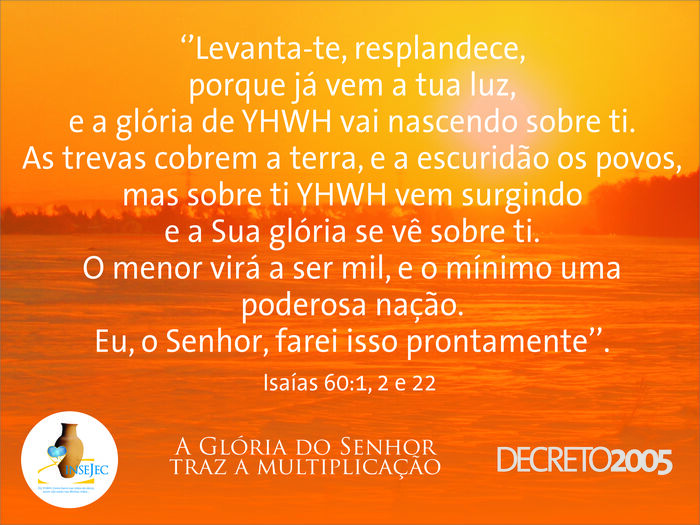 ‘’Levanta-te, resplandece,
porque já vem a tua luz,
e a glória de YHWH vai nascendo sobre ti.
As trevas cobrem a terra, e a escuridão os povos,
mas sobre ti YHWH vem surgindo
e a Sua glória se vê sobre ti.
O menor virá a ser mil, e o mínimo uma
poderosa nação.
Eu, o Senhor, farei isso prontamente’’.
Isaías 60:1, 2 e 22
INSEJEC
A Glória do Senhor
traz a multiplicação
DECRETO2005